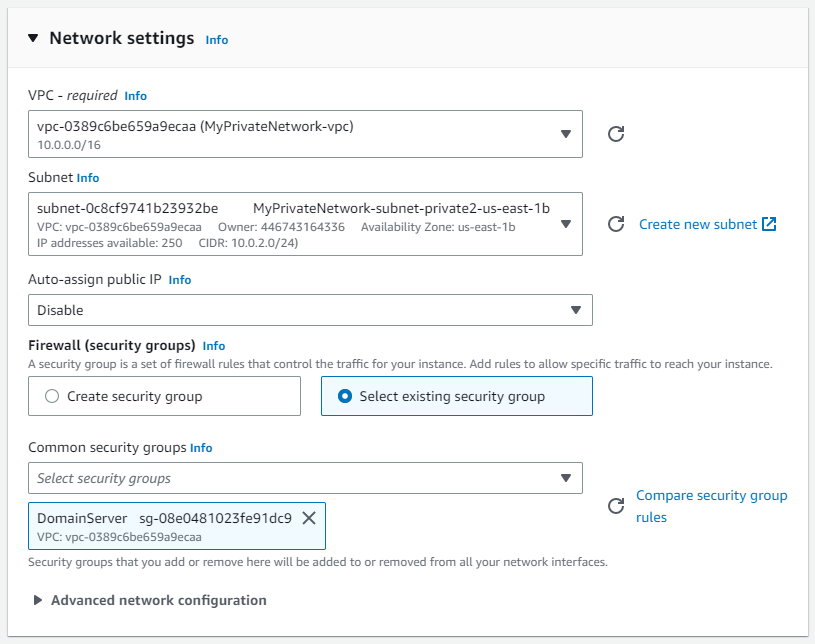 Network settings Info
VPC - required Info
vpc-0389c6be659a9ecaa (MyPrivateNetwork-vpc)
10.0.0.0/16
Subnet Info
subnet-0c8cf9741b23932be MyPrivateNetwork-subnet-private2-us-east-1b
VPC: vpc-0389c6be659a9ecaa Owner: 446743164336 Availability Zone: us-east-1b
IP addresses available: 250 CIDR: 10.0.2.0/24)
Create new subnet
Auto-assign public IP Info
Disable
Firewall (security groups) Info
A security group is a set of firewall rules that control the traffic for your instance. Add rules to allow specific traffic to reach your instance.
Create security group
Select existing security group
Common security groups Info
Select security groups
DomainServer sg-08e0481023fe91dc9
VPC: vpc-0389c6be659a9ecaa
Compare security group
rules
Security groups that you add or remove here will be added to or removed from all your network interfaces.
Advanced network configuration